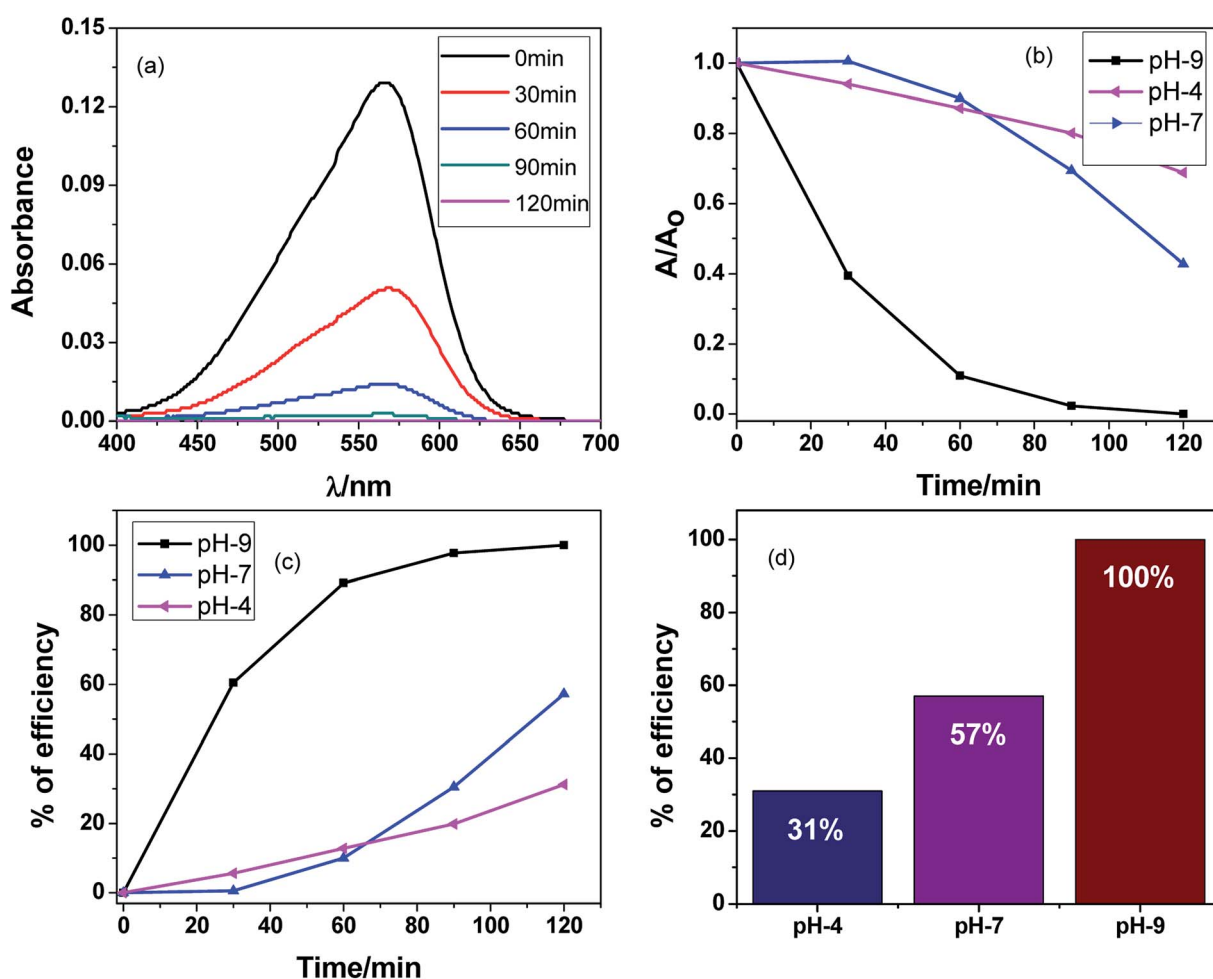 (a)
0min
30min
60min
90min
120min
0.15
0.12
0.09
0.06
0.03
0.00
400 450 500 550 600 650 700
Absorbance
λ/nm
(b)
pH-9
pH-4
pH-7
1.0
0.8
0.6
0.4
0.2
0.0
0 20 40 60 80 100 120
A/Ao
Time/min
(c)
pH-9
pH-7
pH-4
100
80
60
40
20
0
0 20 40 60 80 100 120
% of efficiency
Time/min
(d)
100
80
60
40
20
0
% of efficiency
31%
57%
100%
pH-4 pH-7 pH-9